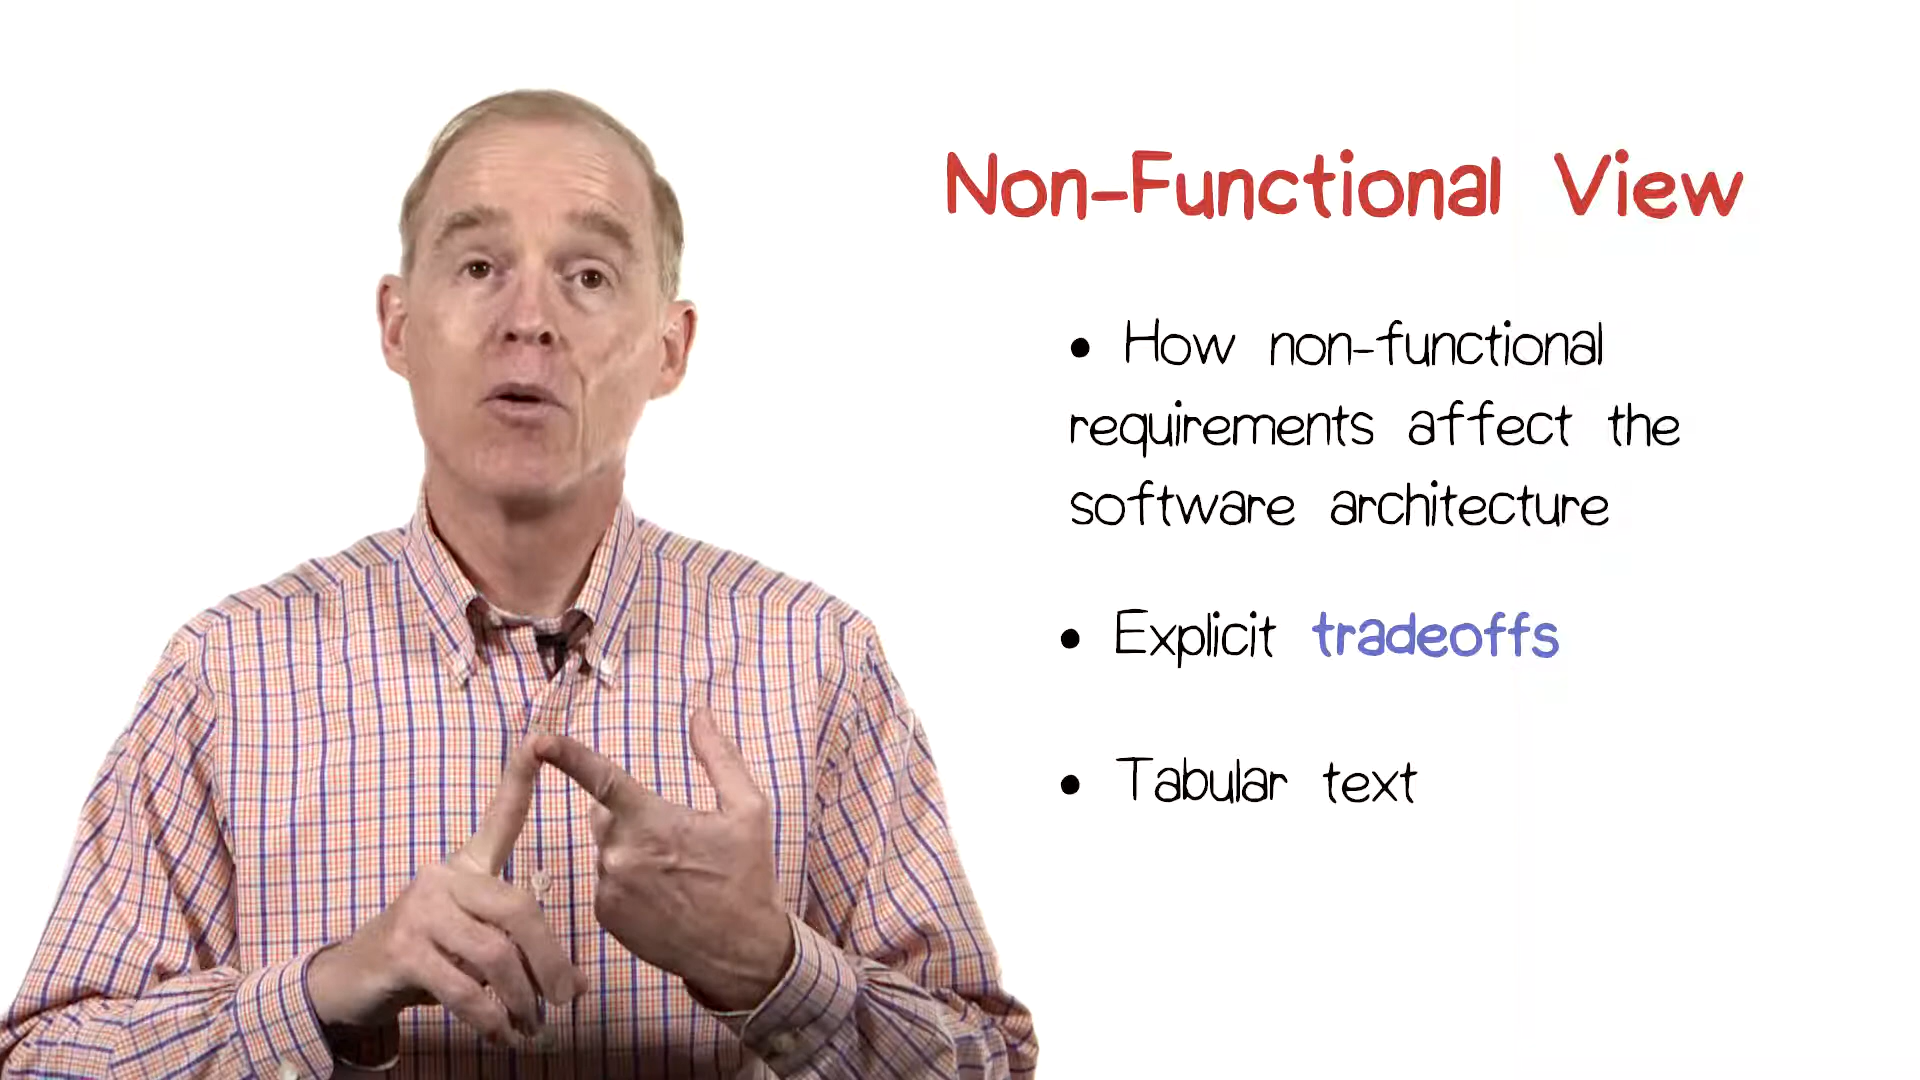 Non-Functional View
• How non-functional
requirements affect the
software architecture
• Explicit tradeoffs
• Tabular text